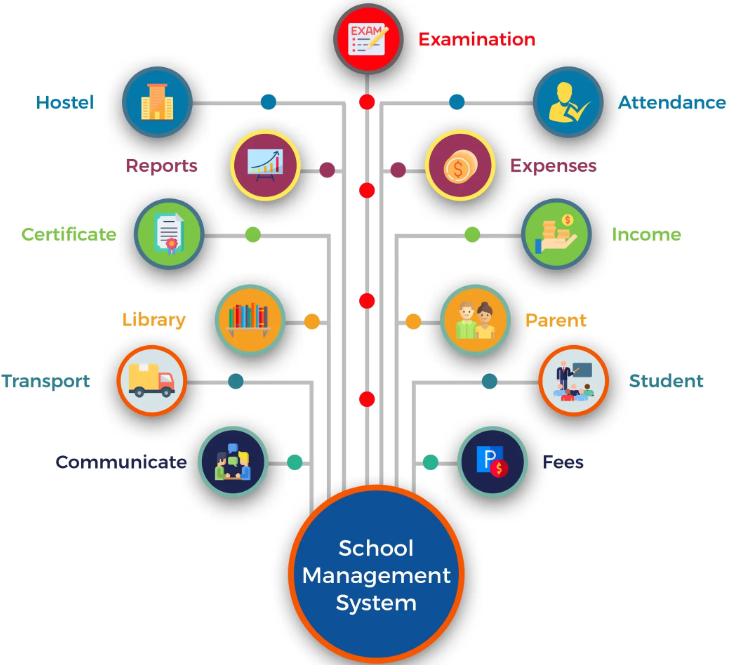 EXAM
Examination
Hostel
Attendance
Reports
Expenses
Certificate
Income
Library
Parent
Transport
Student
Communicate
P
Fees
School
Management
System